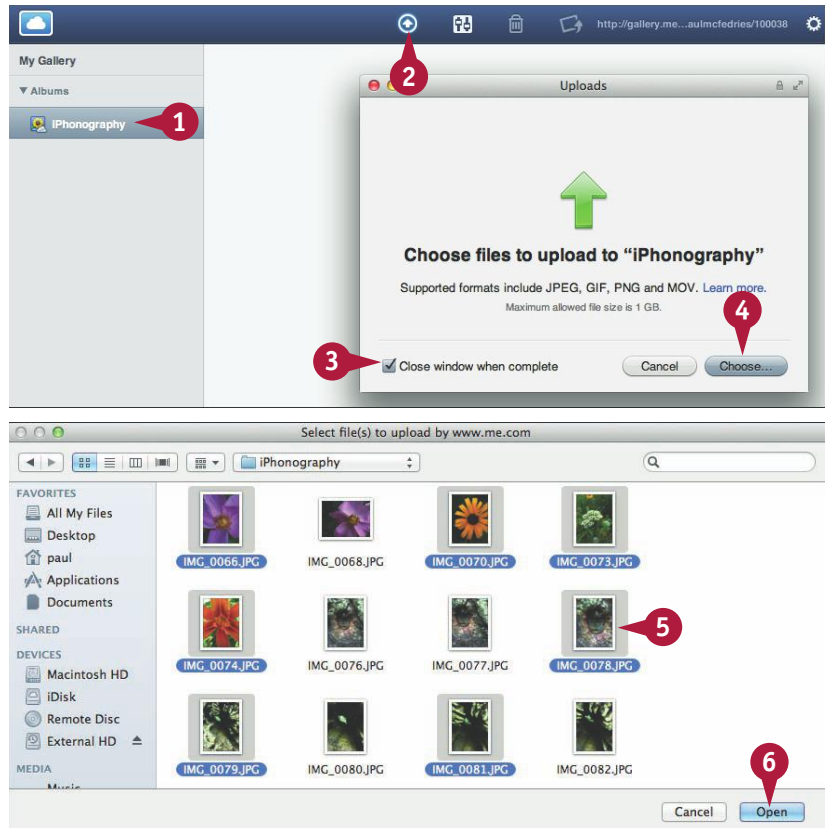 http://gallery.me...aulmcfedries/100038
2
My Gallery
Albums
iPhonography
1
Uploads
Choose files to upload to “iPhonography”
Supported formats include JPEG, GIF, PNG and MOV. Learn more.
Maximum allowed file size is 1 GB.
4
3
Close window when complete
Cancel
Choose...
Select file(s) to upload by www.me.com
iPhonography
FAVORITES
All My Files
Desktop
paul
Applications
Documents
SHARED
DEVICES
Macintosh HD
iDisk
Remote Disc
External HD
MEDIA
Music
IMG_0066.JPG
IMG_0068.JPG
IMG_0070.JPG
IMG_0073.JPG
5
IMG_0074.JPG
IMG_0076.JPG
IMG_0077.JPG
IMG_0078.JPG
IMG_0079.JPG
IMG_0080.JPG
IMG_0081.JPG
IMG_0082.JPG
6
Cancel
Open